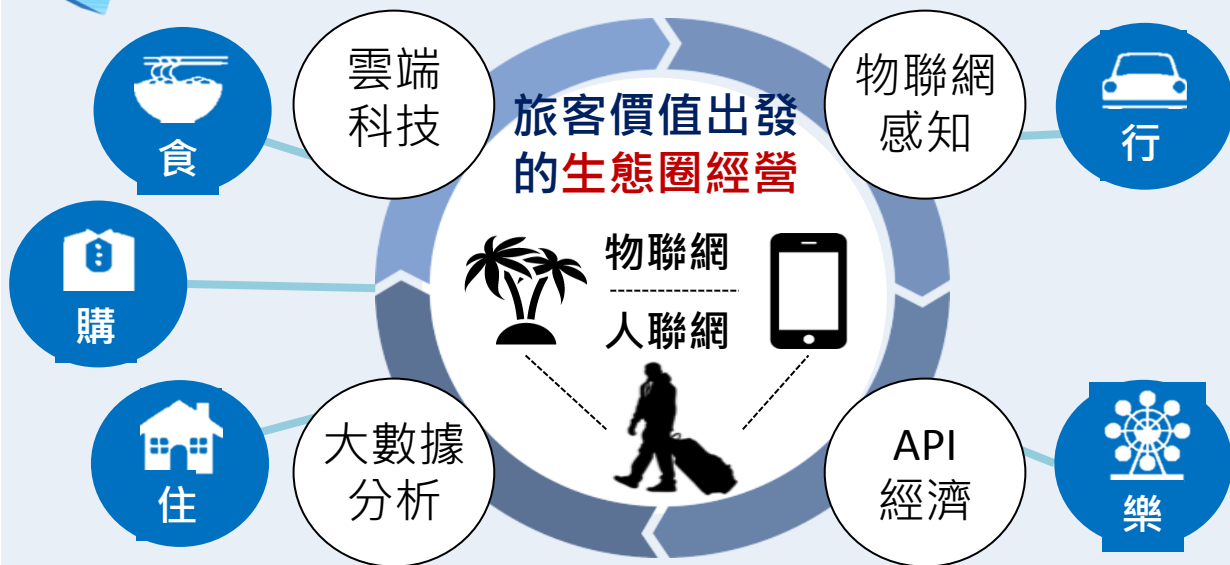 旅客價值出發
的生態圈經營
物聯網
人聯網
雲端
科技
物聯網
感知
大數據
分析
API
經濟
食
購
住
行
樂